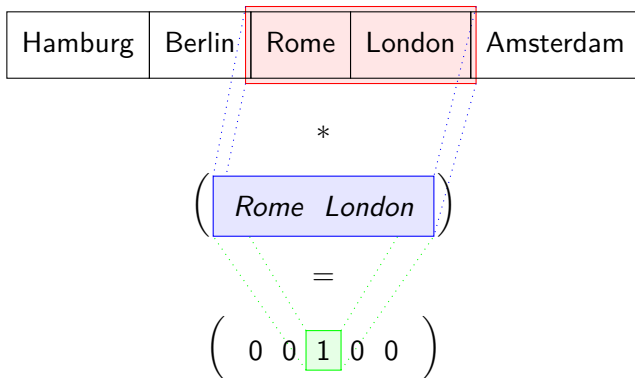 Hamburg Berlin Rome London Amsterdam
*
( Rome London )
=
( 0 0 1 0 0 )